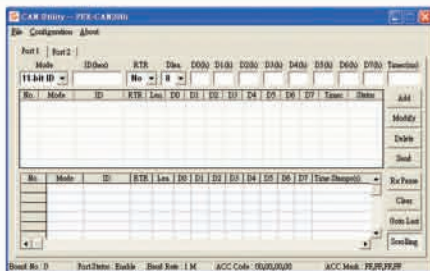 CAN Utility -- PEX-CAN200i
File Configuration About
Port 1 Port 2
Mode ID(hex) RTR Dlen D0(h) D1(h) D2(h) D3(h) D4(h) D5(h) D6(h) D7(h) Timer(ms)
11-bit ID No 8
No. Mode ID RTR Len D0 D1 D2 D3 D4 D5 D6 D7 Timer Status
Add
Modify
Delete
Send
No. Mode ID RTR Len D0 D1 D2 D3 D4 D5 D6 D7 Time-Stamp(s)
Rx Pause
Clear
Goto Last
Scrolling
Board No : 0 Port Status : Enable Baud Rate : 1 M ACC Code : 00,00,00,00 ACC Mask : FF,FF,FF,FF